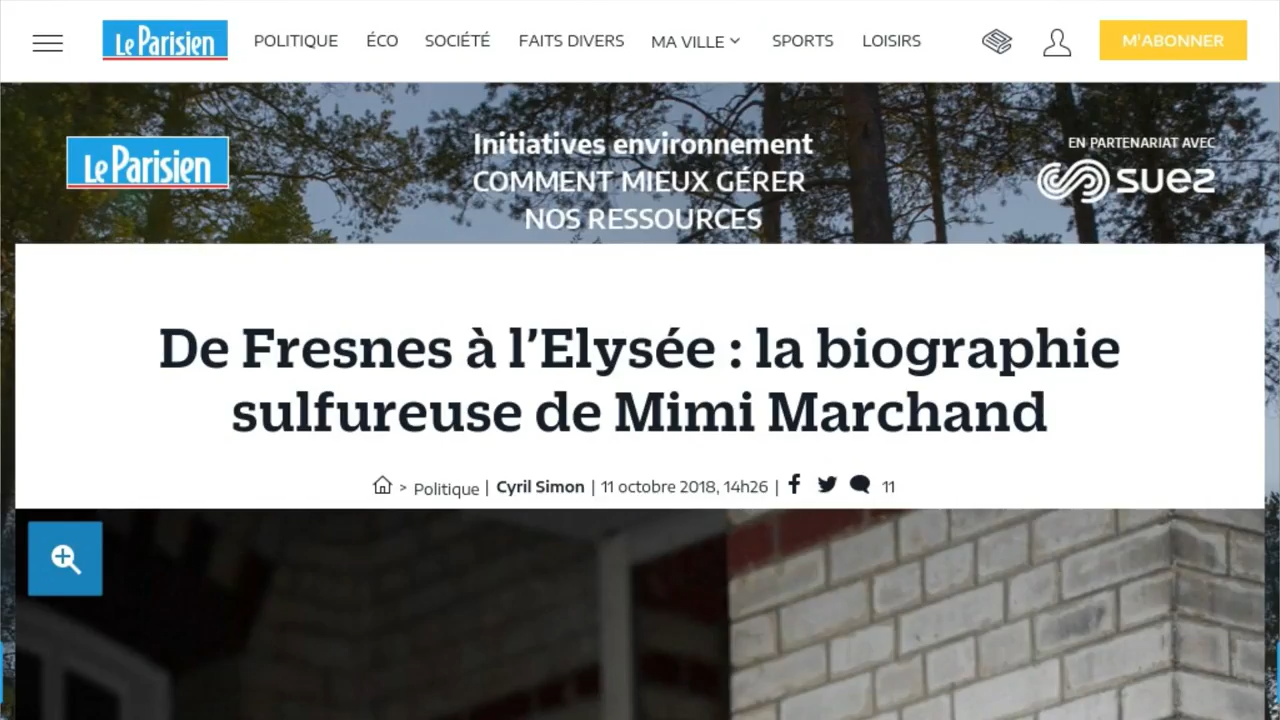 Le Parisien
POLITIQUE
ÉCO
SOCIÉTÉ
FAITS DIVERS
MA VILLE
SPORTS
LOISIRS
M'ABONNER
Le Parisien
Initiatives environnement
COMMENT MIEUX GÉRER
NOS RESSOURCES
EN PARTENARIAT AVEC
suez
De Fresnes à l’Elysée : la biographie
sulfureuse de Mimi Marchand
> Politique | Cyril Simon | 11 octobre 2018, 14h26 | 11